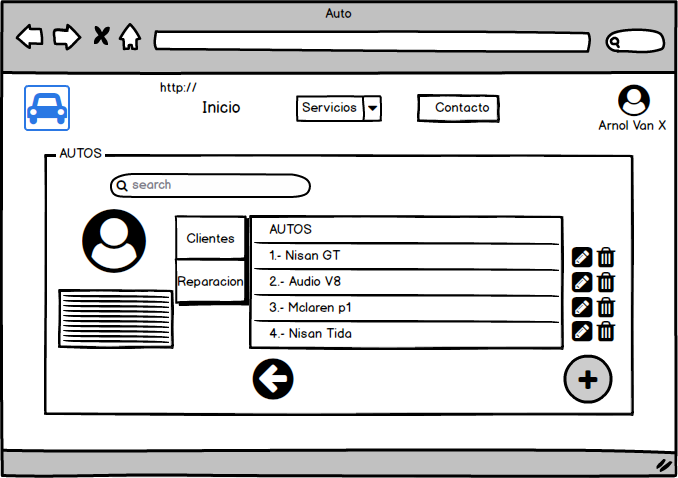 Auto
http://
Inicio
Servicios
Contacto
Arnol Van X
AUTOS
search
Clientes
Reparacion
AUTOS
1.- Nisan GT
2.- Audio V8
3.- Mclaren p1
4.- Nisan Tida